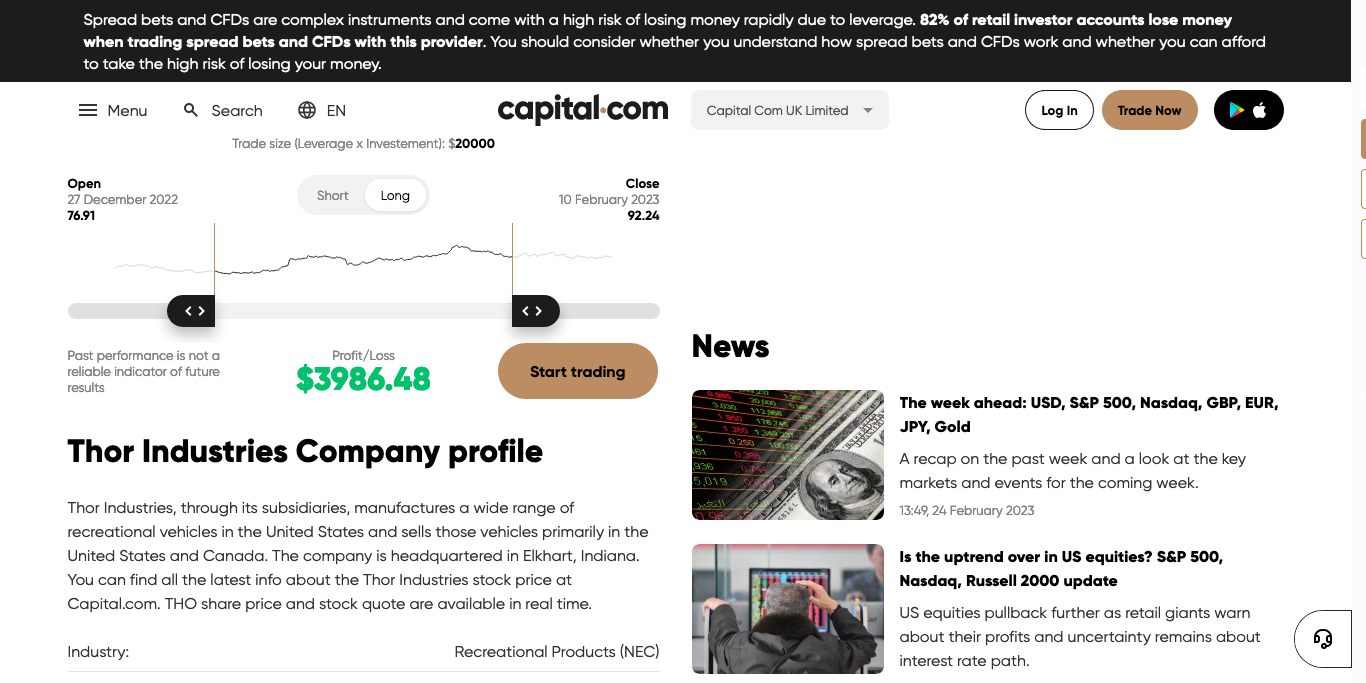 Spread bets and CFDs are complex instruments and come with a high risk of losing money rapidly due to leverage. 82% of retail investor accounts lose money
when trading spread bets and CFDs with this provider. You should consider whether you understand how spread bets and CFDs work and whether you can afford
to take the high risk of losing your money.
Menu
Search
EN
capital.com
Capital Com UK Limited
Log In
Trade Now
Trade size (Leverage x Investement): $20000
Open
27 December 2022
76.91
Short
Long
Close
10 February 2023
92.24
Past performance is not a
reliable indicator of future
results
Profit/Loss
$3986.48
Start trading
Thor Industries Company profile
Thor Industries, through its subsidiaries, manufactures a wide range of
recreational vehicles in the United States and sells those vehicles primarily in the
United States and Canada. The company is headquartered in Elkhart, Indiana.
You can find all the latest info about the Thor Industries stock price at
Capital.com. THO share price and stock quote are available in real time.
Industry:
Recreational Products (NEC)
News
The week ahead: USD, S&P 500, Nasdaq, GBP, EUR,
JPY, Gold
A recap on the past week and a look at the key
markets and events for the coming week.
13:49, 24 February 2023
Is the uptrend over in US equities? S&P 500,
Nasdaq, Russell 2000 update
US equities pullback further as retail giants warn
about their profits and uncertainty remains about
interest rate path.